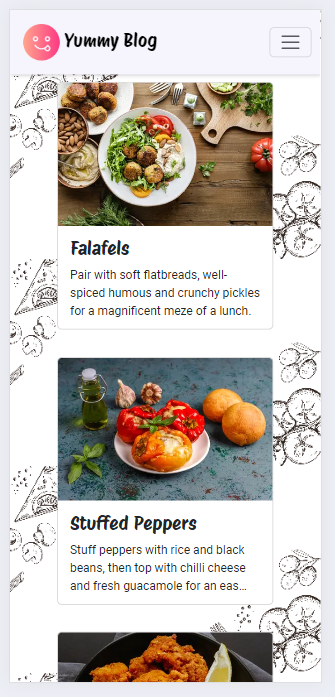 Yummy Blog
Falafels
Pair with soft flatbreads, well-
spiced humous and crunchy pickles
for a magnificent meze of a lunch.
Stuffed Peppers
Stuff peppers with rice and black
beans, then top with chilli cheese
and fresh guacamole for an eas...